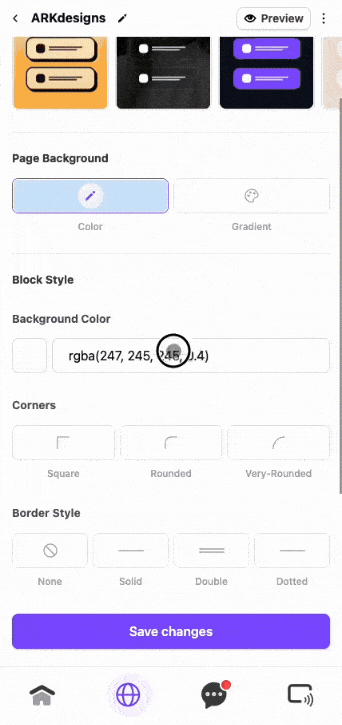 ARKdesigns
Preview
Page Background
Color
Gradient
Block Style
Background Color
rgba(247, 245, 245, 0.4)
Corners
Square
Rounded
Very-Rounded
Border Style
None
Solid
Double
Dotted
Save changes